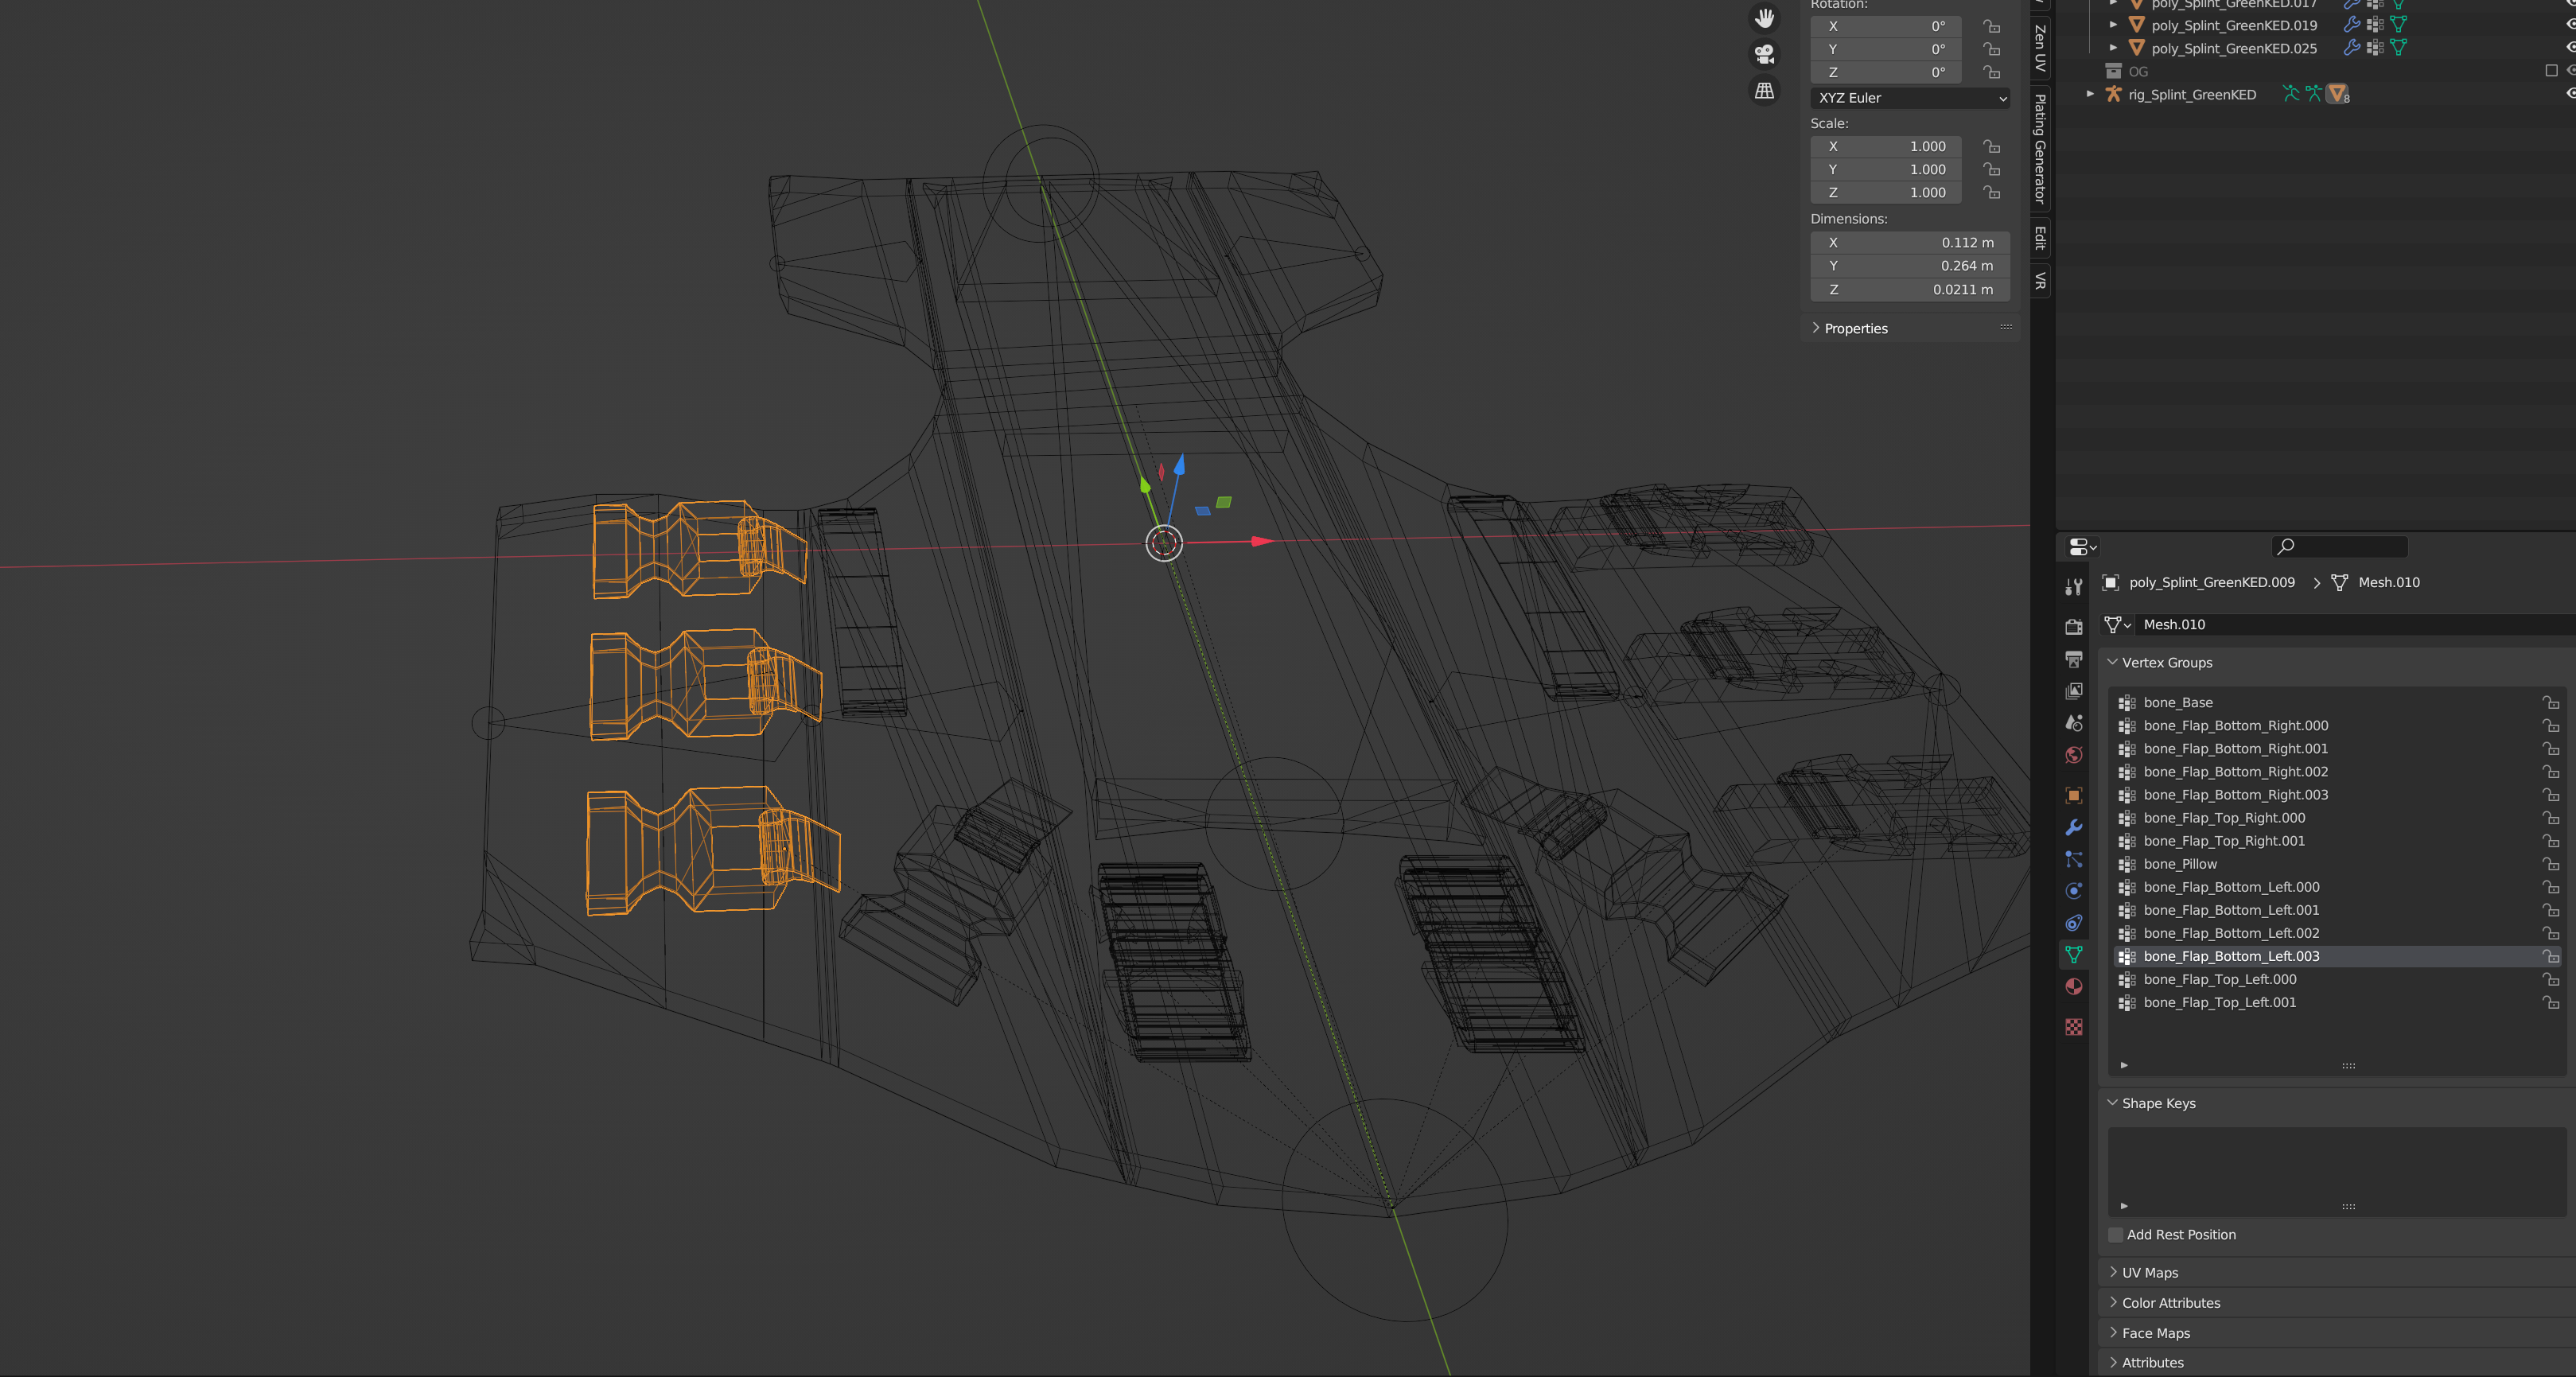 Rotation:
X 0°
Y 0°
Z 0°
XYZ Euler
Scale:
X 1.000
Y 1.000
Z 1.000
Dimensions:
X 0.112 m
Y 0.264 m
Z 0.0211 m
Properties
Zen UV
Plating Generator
Edit
VR
poly_Splint_GreenKED.017
poly_Splint_GreenKED.019
poly_Splint_GreenKED.025
OG
rig_Splint_GreenKED 8
poly_Splint_GreenKED.009 > Mesh.010
Mesh.010
Vertex Groups
bone_Base
bone_Flap_Bottom_Right.000
bone_Flap_Bottom_Right.001
bone_Flap_Bottom_Right.002
bone_Flap_Bottom_Right.003
bone_Flap_Top_Right.000
bone_Flap_Top_Right.001
bone_Pillow
bone_Flap_Bottom_Left.000
bone_Flap_Bottom_Left.001
bone_Flap_Bottom_Left.002
bone_Flap_Bottom_Left.003
bone_Flap_Top_Left.000
bone_Flap_Top_Left.001
Shape Keys
Add Rest Position
UV Maps
Color Attributes
Face Maps
Attributes